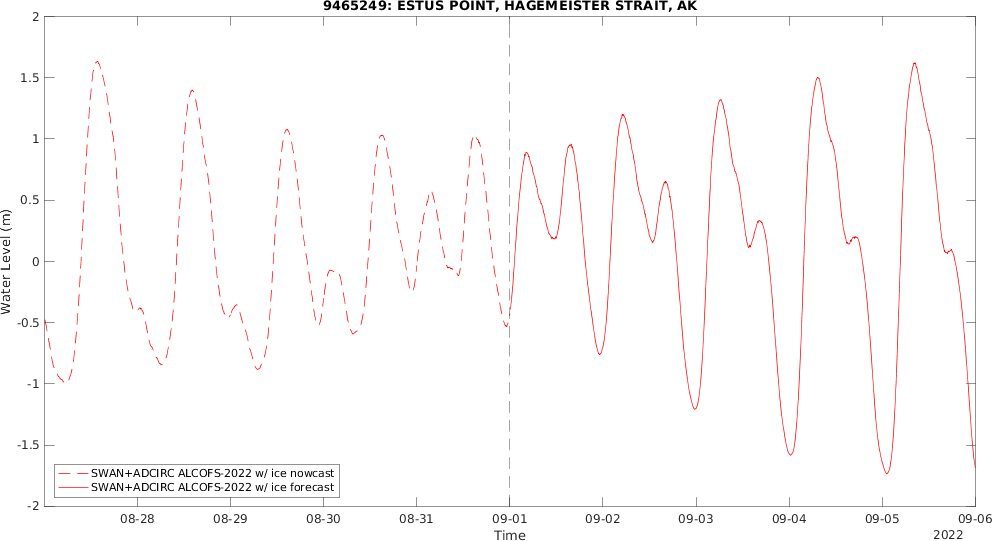 9465249: ESTUS POINT, HAGEMEISTER STRAIT, AK
Water Level (m)
2
1.5
1
0.5
0
-0.5
-1
-1.5
-2
SWAN+ADCIRC ALCOFS-2022 w/ ice nowcast
SWAN+ADCIRC ALCOFS-2022 w/ ice forecast
08-28 08-29 08-30 08-31 09-01 09-02 09-03 09-04 09-05 09-06
Time
2022